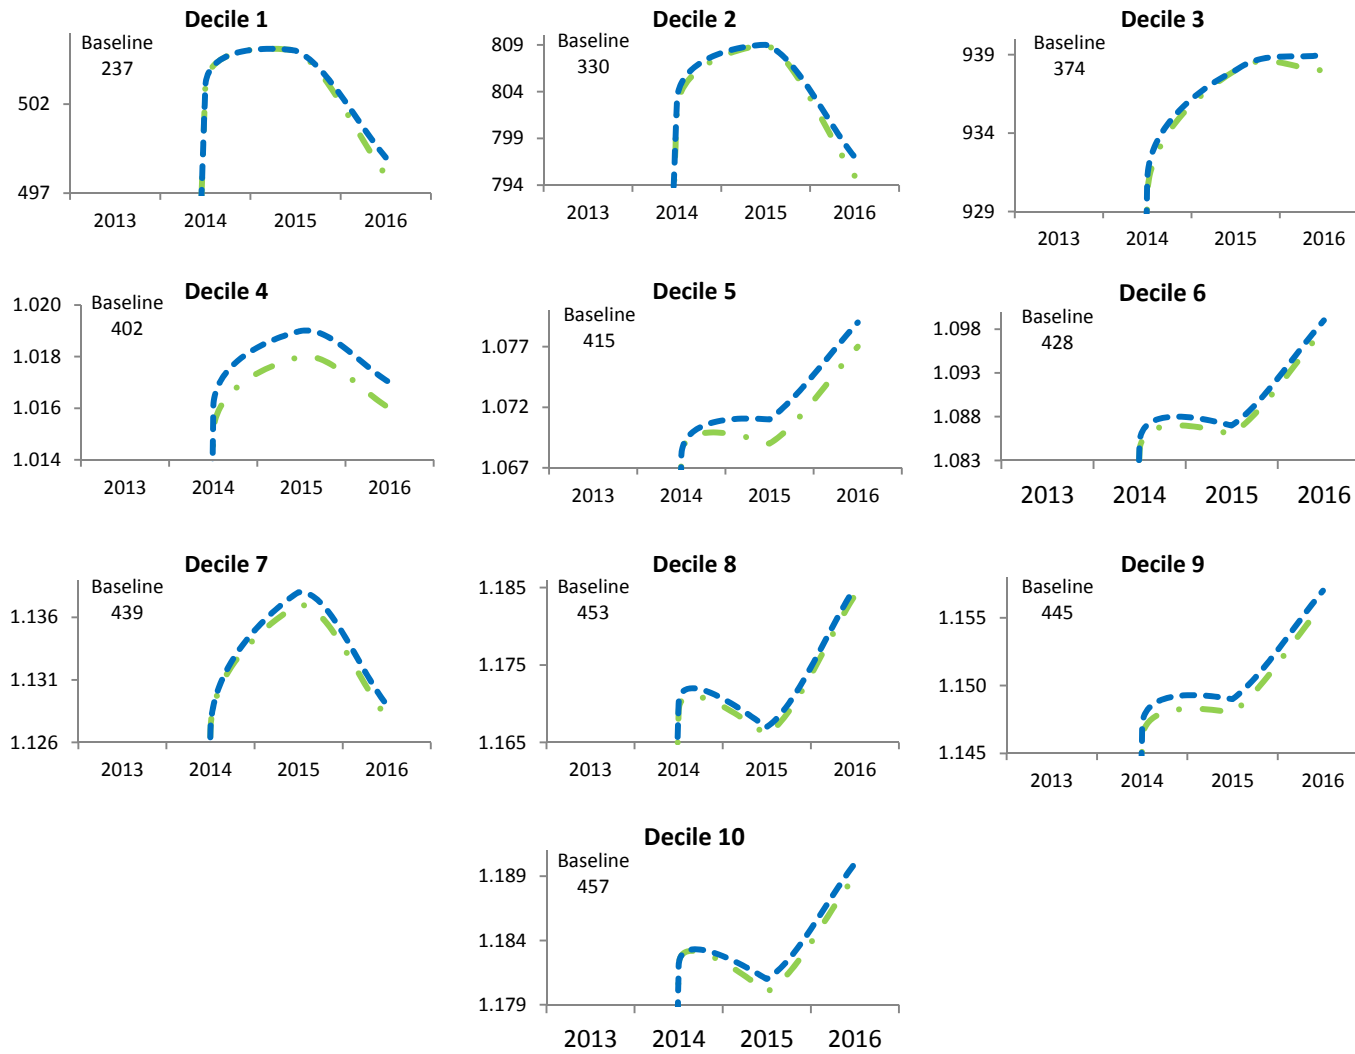 Decile 1
Baseline
237
502
497
2013 2014 2015 2016
Decile 2
Baseline
330
809
804
799
794
2013 2014 2015 2016
Decile 3
Baseline
374
939
934
929
2013 2014 2015 2016
Decile 4
Baseline
402
1.020
1.018
1.016
1.014
2013 2014 2015 2016
Decile 5
Baseline
415
1.077
1.072
1.067
2013 2014 2015 2016
Decile 6
Baseline
428
1.098
1.093
1.088
1.083
2013 2014 2015 2016
Decile 7
Baseline
439
1.136
1.131
1.126
2013 2014 2015 2016
Decile 8
Baseline
453
1.185
1.175
1.165
2013 2014 2015 2016
Decile 9
Baseline
445
1.155
1.150
1.145
2013 2014 2015 2016
Decile 10
Baseline
457
1.189
1.184
1.179
2013 2014 2015 2016